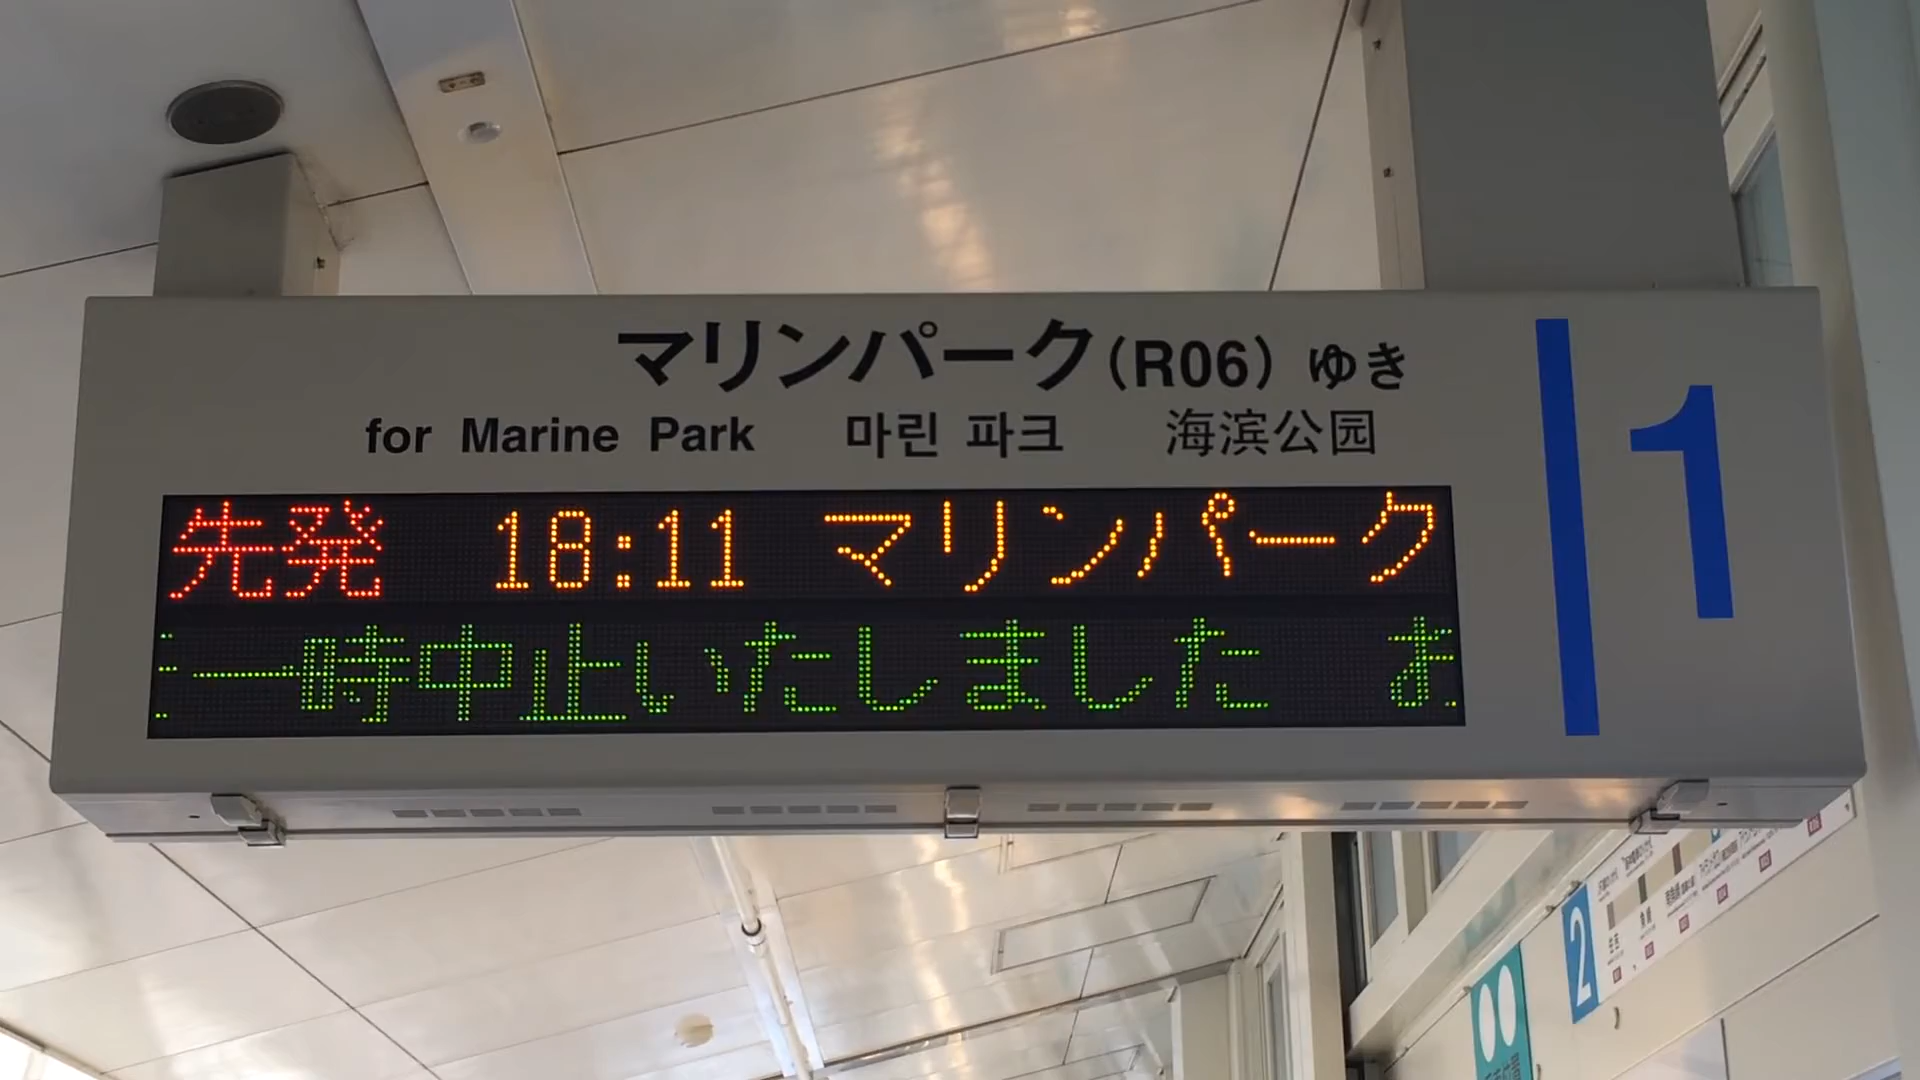 マリンパーク(R06) ゆき
for Marine Park 마린 파크 海滨公园
1
先発 18:11 マリンパーク
一時中止いたしました お
2